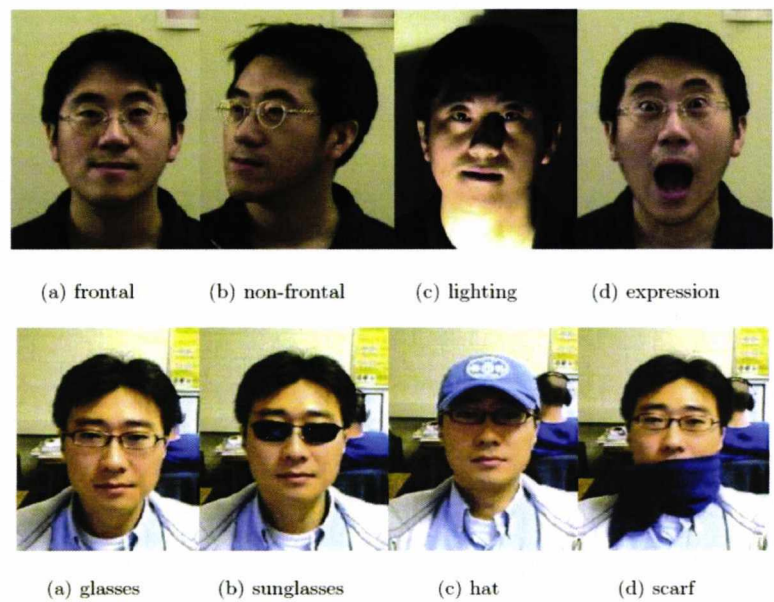 (a) frontal (b) non-frontal (c) lighting (d) expression
(a) glasses (b) sunglasses (c) hat (d) scarf